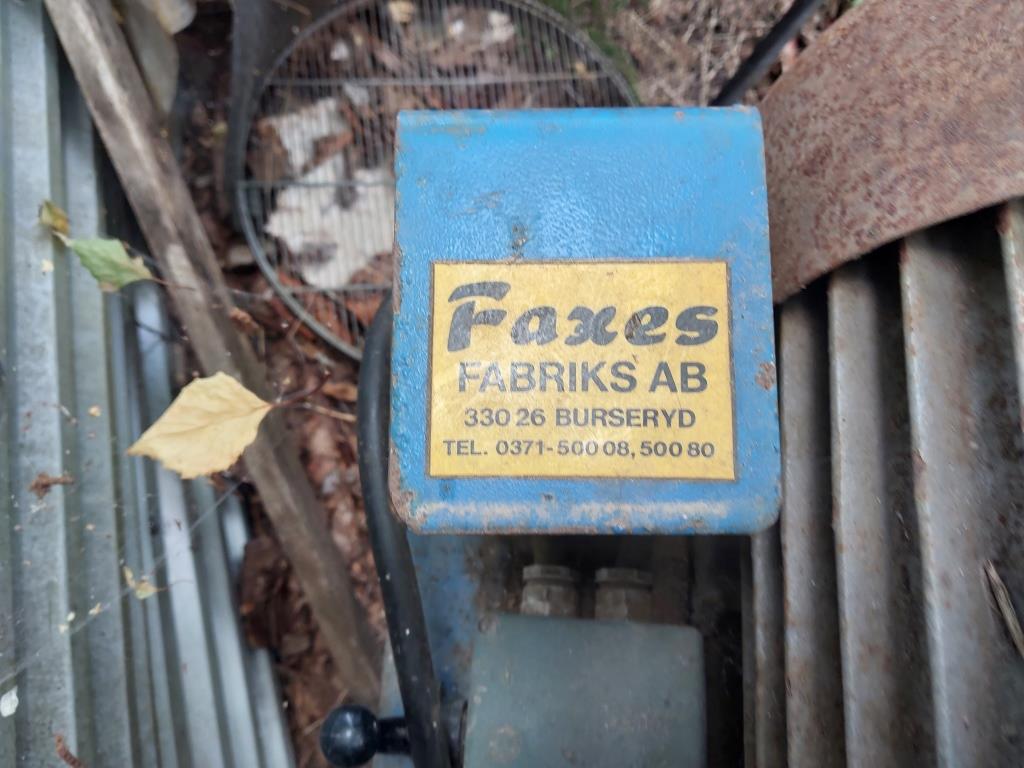 Faxes
FABRIKS AB
330 26 BURSERYD
TEL. 0371-500 08, 500 80